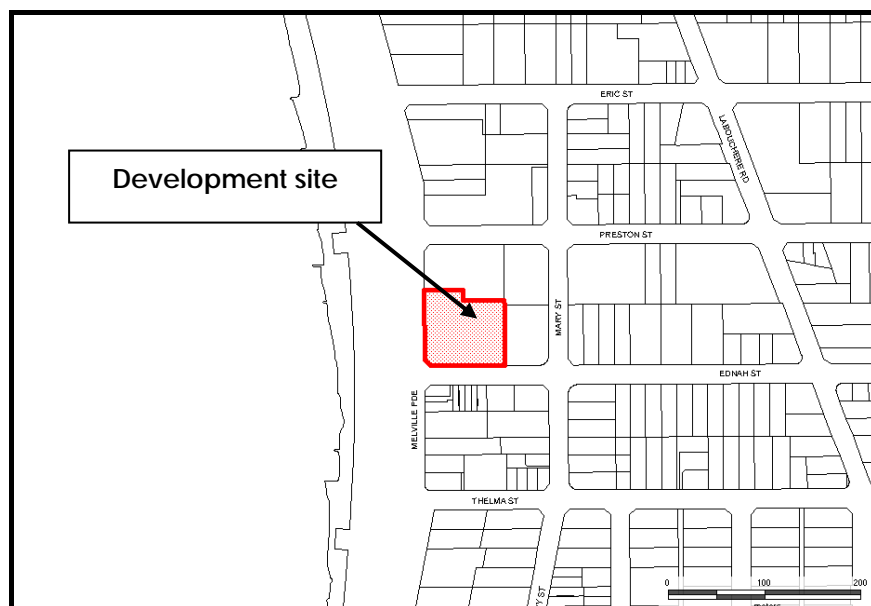 ERIC ST
LABOUCHERE RD
Development site
PRESTON ST
MARY ST
EDNAH ST
MELVILLE PDE
THELMA ST
0 100 200